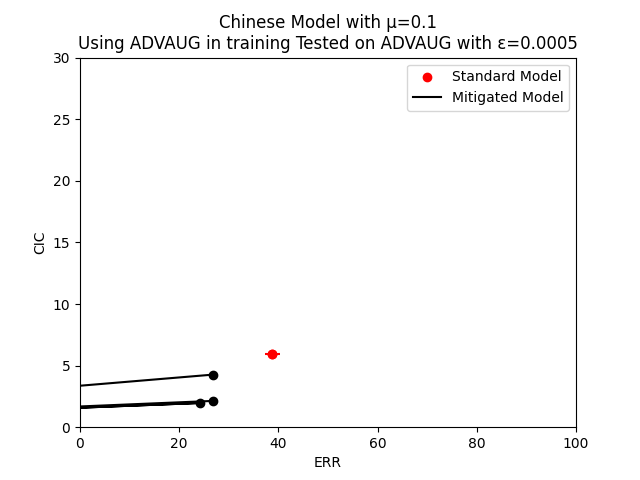 Chinese Model with μ=0.1
Using ADVAUG in training Tested on ADVAUG with ε=0.0005
Standard Model
Mitigated Model
30
25
20
15
10
5
0
CIC
0 20 40 60 80 100
ERR